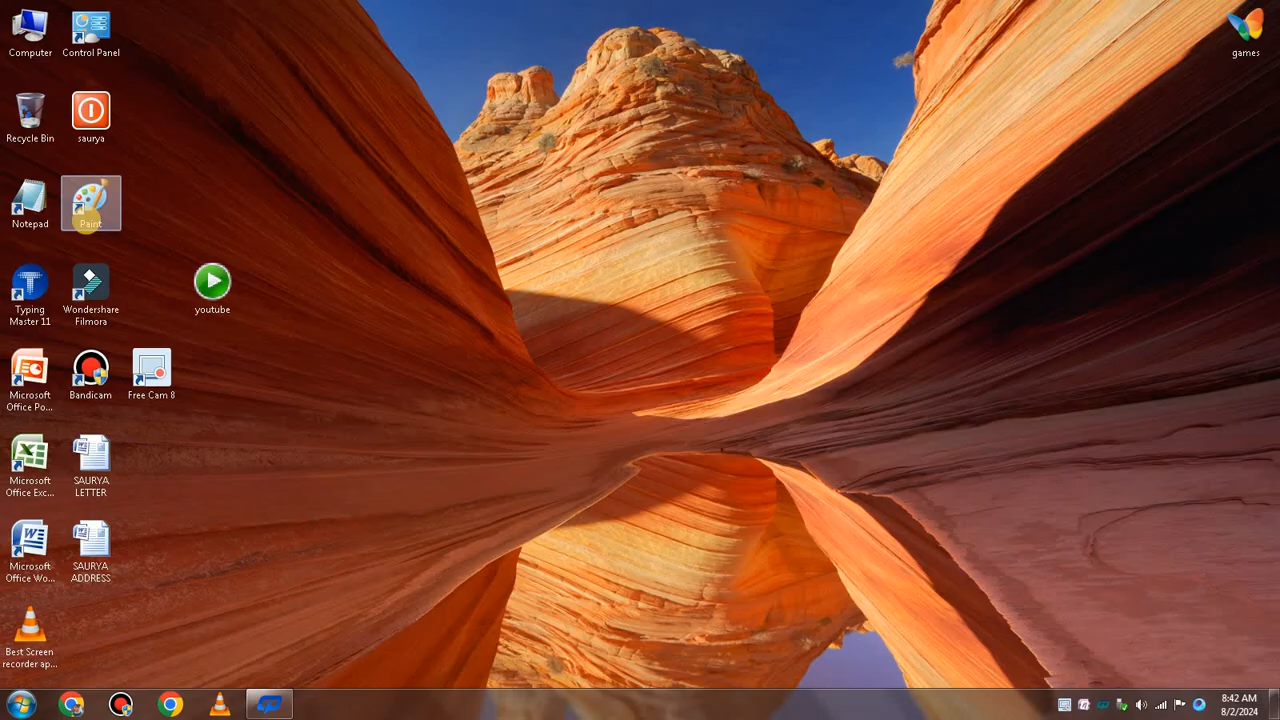 Computer
Control Panel
games
Recycle Bin
saurya
Notepad
Paint
Typing
Master 11
Wondershare
Filmora
youtube
Microsoft
Office Po...
Bandicam
Free Cam 8
Microsoft
Office Exc...
SAURYA
LETTER
Microsoft
Office Wo...
SAURYA
ADDRESS
Best Screen
recorder ap...
8:42 AM
8/2/2024